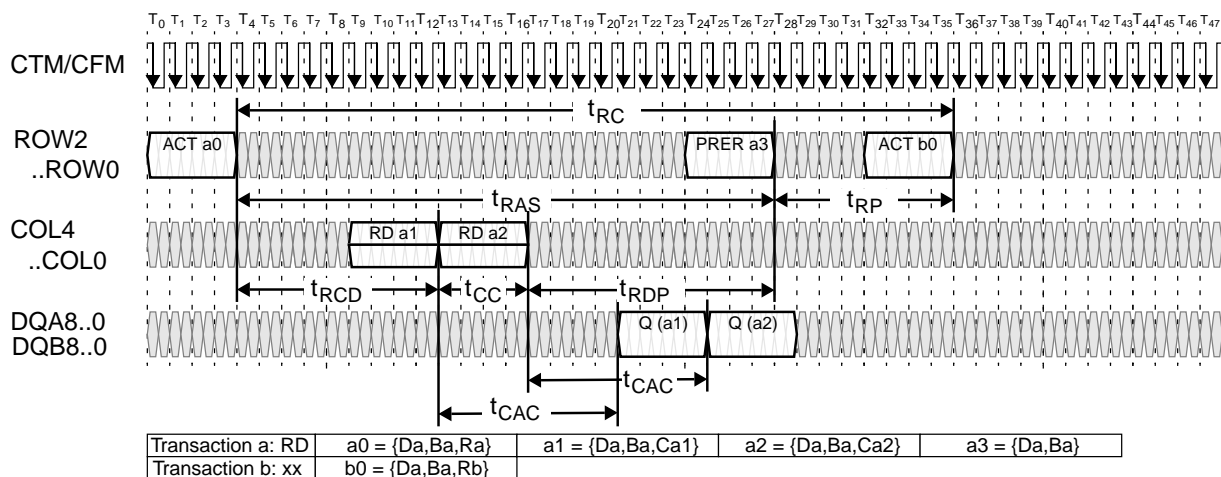 T0 T1 T2 T3 T4 T5 T6 T7 T8 T9 T10 T11 T12 T13 T14 T15 T16 T17 T18 T19 T20 T21 T22 T23 T24 T25 T26 T27 T28 T29 T30 T31 T32 T33 T34 T35 T36 T37 T38 T39 T40 T41 T42 T43 T44 T45 T46 T47
CTM/CFM
tRC
ROW2
..ROW0
ACT a0 PRER a3 ACT b0
tRAS tRP
COL4
..COL0
RD a1 RD a2
tRCD tCC tRDP
DQA8..0
DQB8..0
Q (a1) Q (a2)
tCAC
tCAC
Transaction a: RD a0 = {Da,Ba,Ra} a1 = {Da,Ba,Ca1} a2 = {Da,Ba,Ca2} a3 = {Da,Ba}
Transaction b: xx b0 = {Da,Ba,Rb}